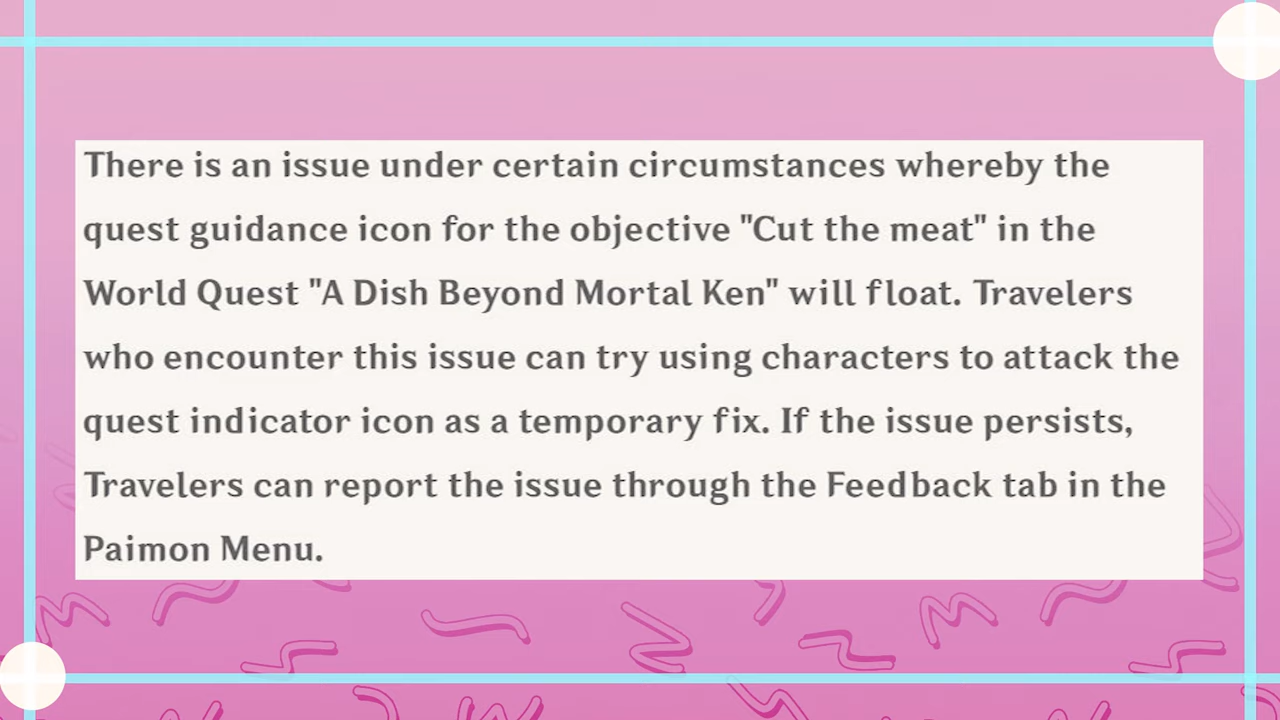 There is an issue under certain circumstances whereby the
quest guidance icon for the objective "Cut the meat" in the
World Quest "A Dish Beyond Mortal Ken" will float. Travelers
who encounter this issue can try using characters to attack the
quest indicator icon as a temporary fix. If the issue persists,
Travelers can report the issue through the Feedback tab in the
Paimon Menu.